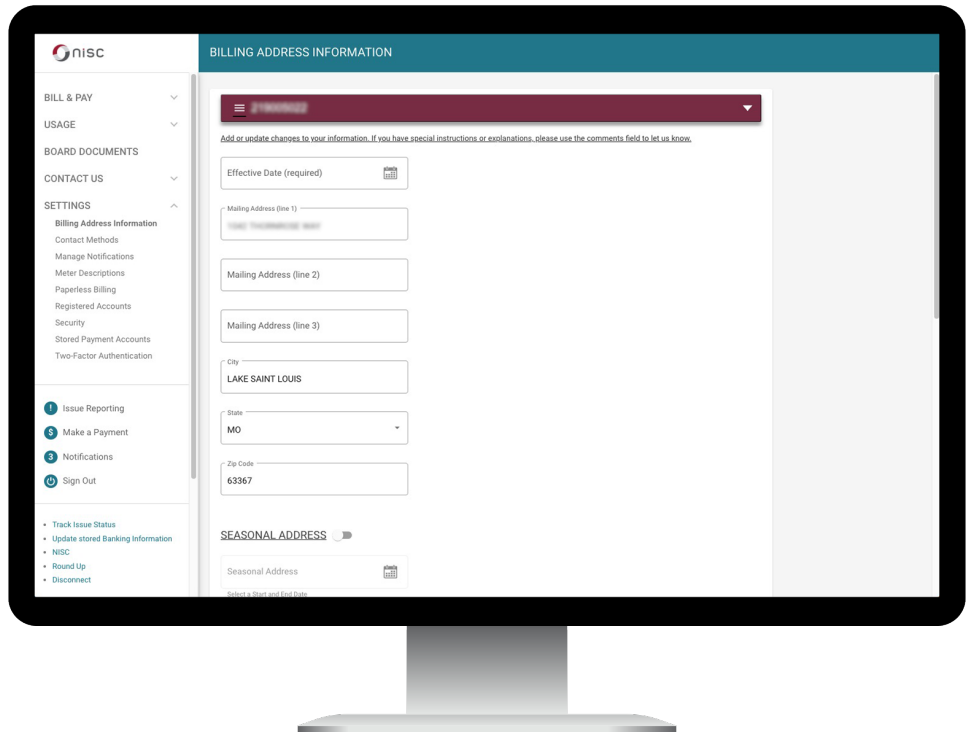 nisc
BILLING ADDRESS INFORMATION
BILL & PAY
USAGE
BOARD DOCUMENTS
CONTACT US
SETTINGS
Billing Address Information
Contact Methods
Manage Notifications
Meter Descriptions
Paperless Billing
Registered Accounts
Security
Stored Payment Accounts
Two-Factor Authentication
! Issue Reporting
$ Make a Payment
3 Notifications
Sign Out
• Track Issue Status
• Update stored Banking Information
• NISC
• Round Up
• Disconnect
Add or update changes to your information. If you have special instructions or explanations, please use the comments field to let us know.
Effective Date (required)
Mailing Address (line 1)
Mailing Address (line 2)
Mailing Address (line 3)
City
LAKE SAINT LOUIS
State
MO
Zip Code
63367
SEASONAL ADDRESS
Seasonal Address
Select a Start and End Date